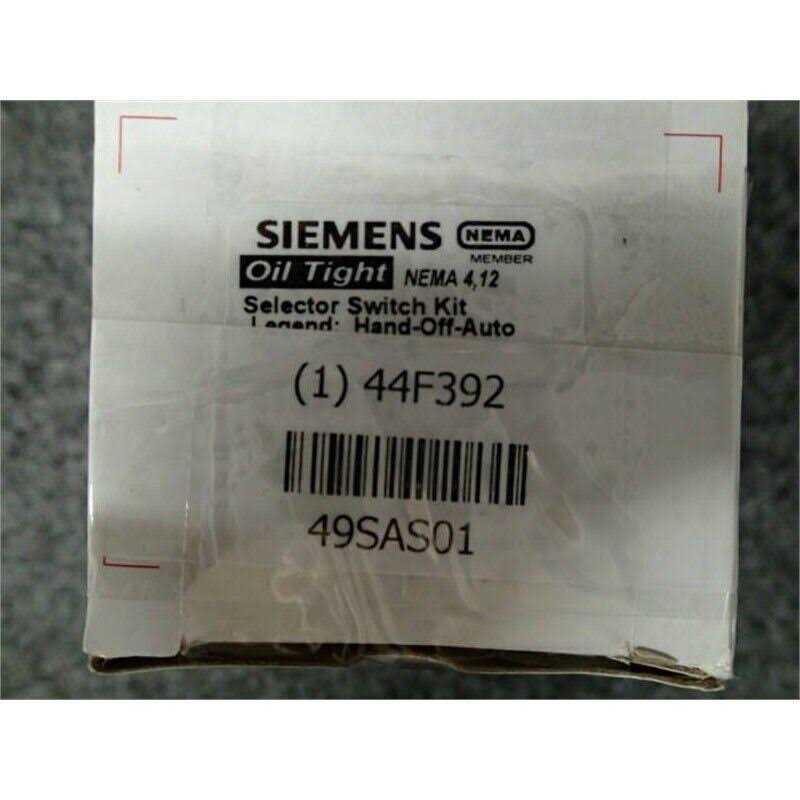 SIEMENS NEMA
MEMBER
Oil Tight NEMA 4,12
Selector Switch Kit
Legend: Hand-Off-Auto
(1) 44F392
49SAS01